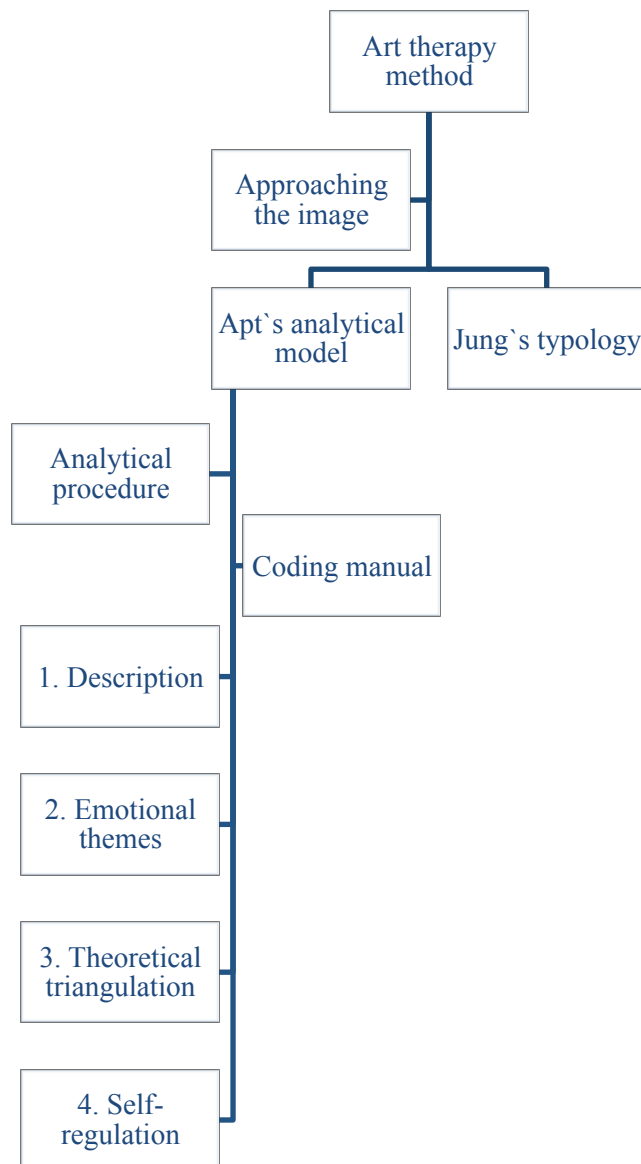 Art therapy
method
Approaching
the image
Apt`s analytical
model
Jung`s typology
Analytical
procedure
Coding manual
1. Description
2. Emotional
themes
3. Theoretical
triangulation
4. Self-
regulation